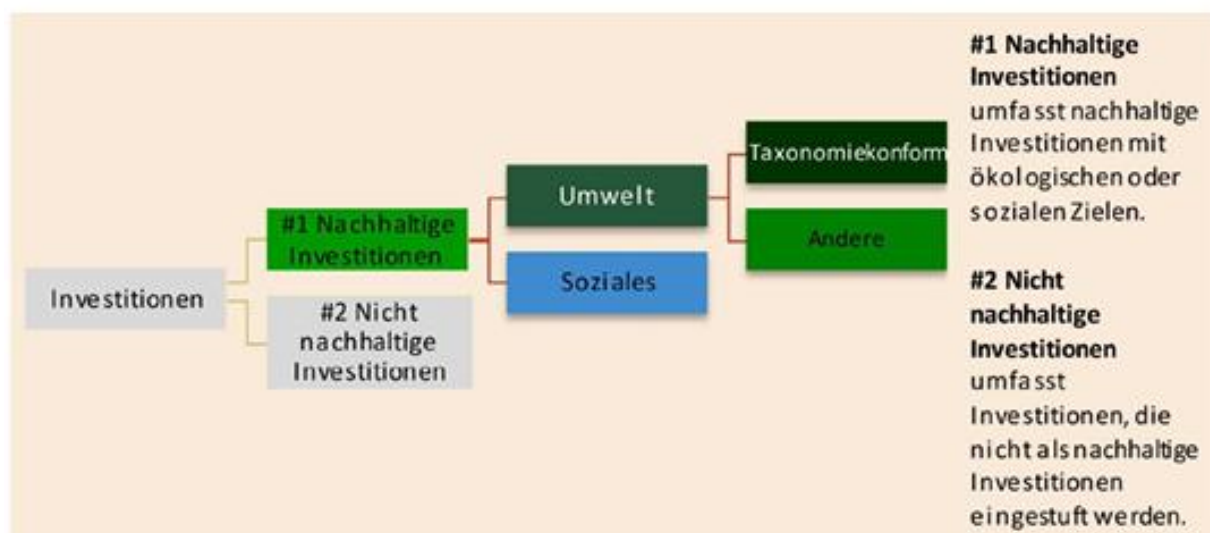 Investitionen
#1 Nachhaltige
Investitionen
#2 Nicht
nachhaltige
Investitionen
Umwelt
Soziales
Taxonomiekonform
Andere
#1 Nachhaltige
Investitionen
umfasst nachhaltige
Investitionen mit
ökologischen oder
sozialen Zielen.
#2 Nicht
nachhaltige
Investitionen
umfasst
Investitionen, die
nicht als nachhaltige
Investitionen
eingestuft werden.